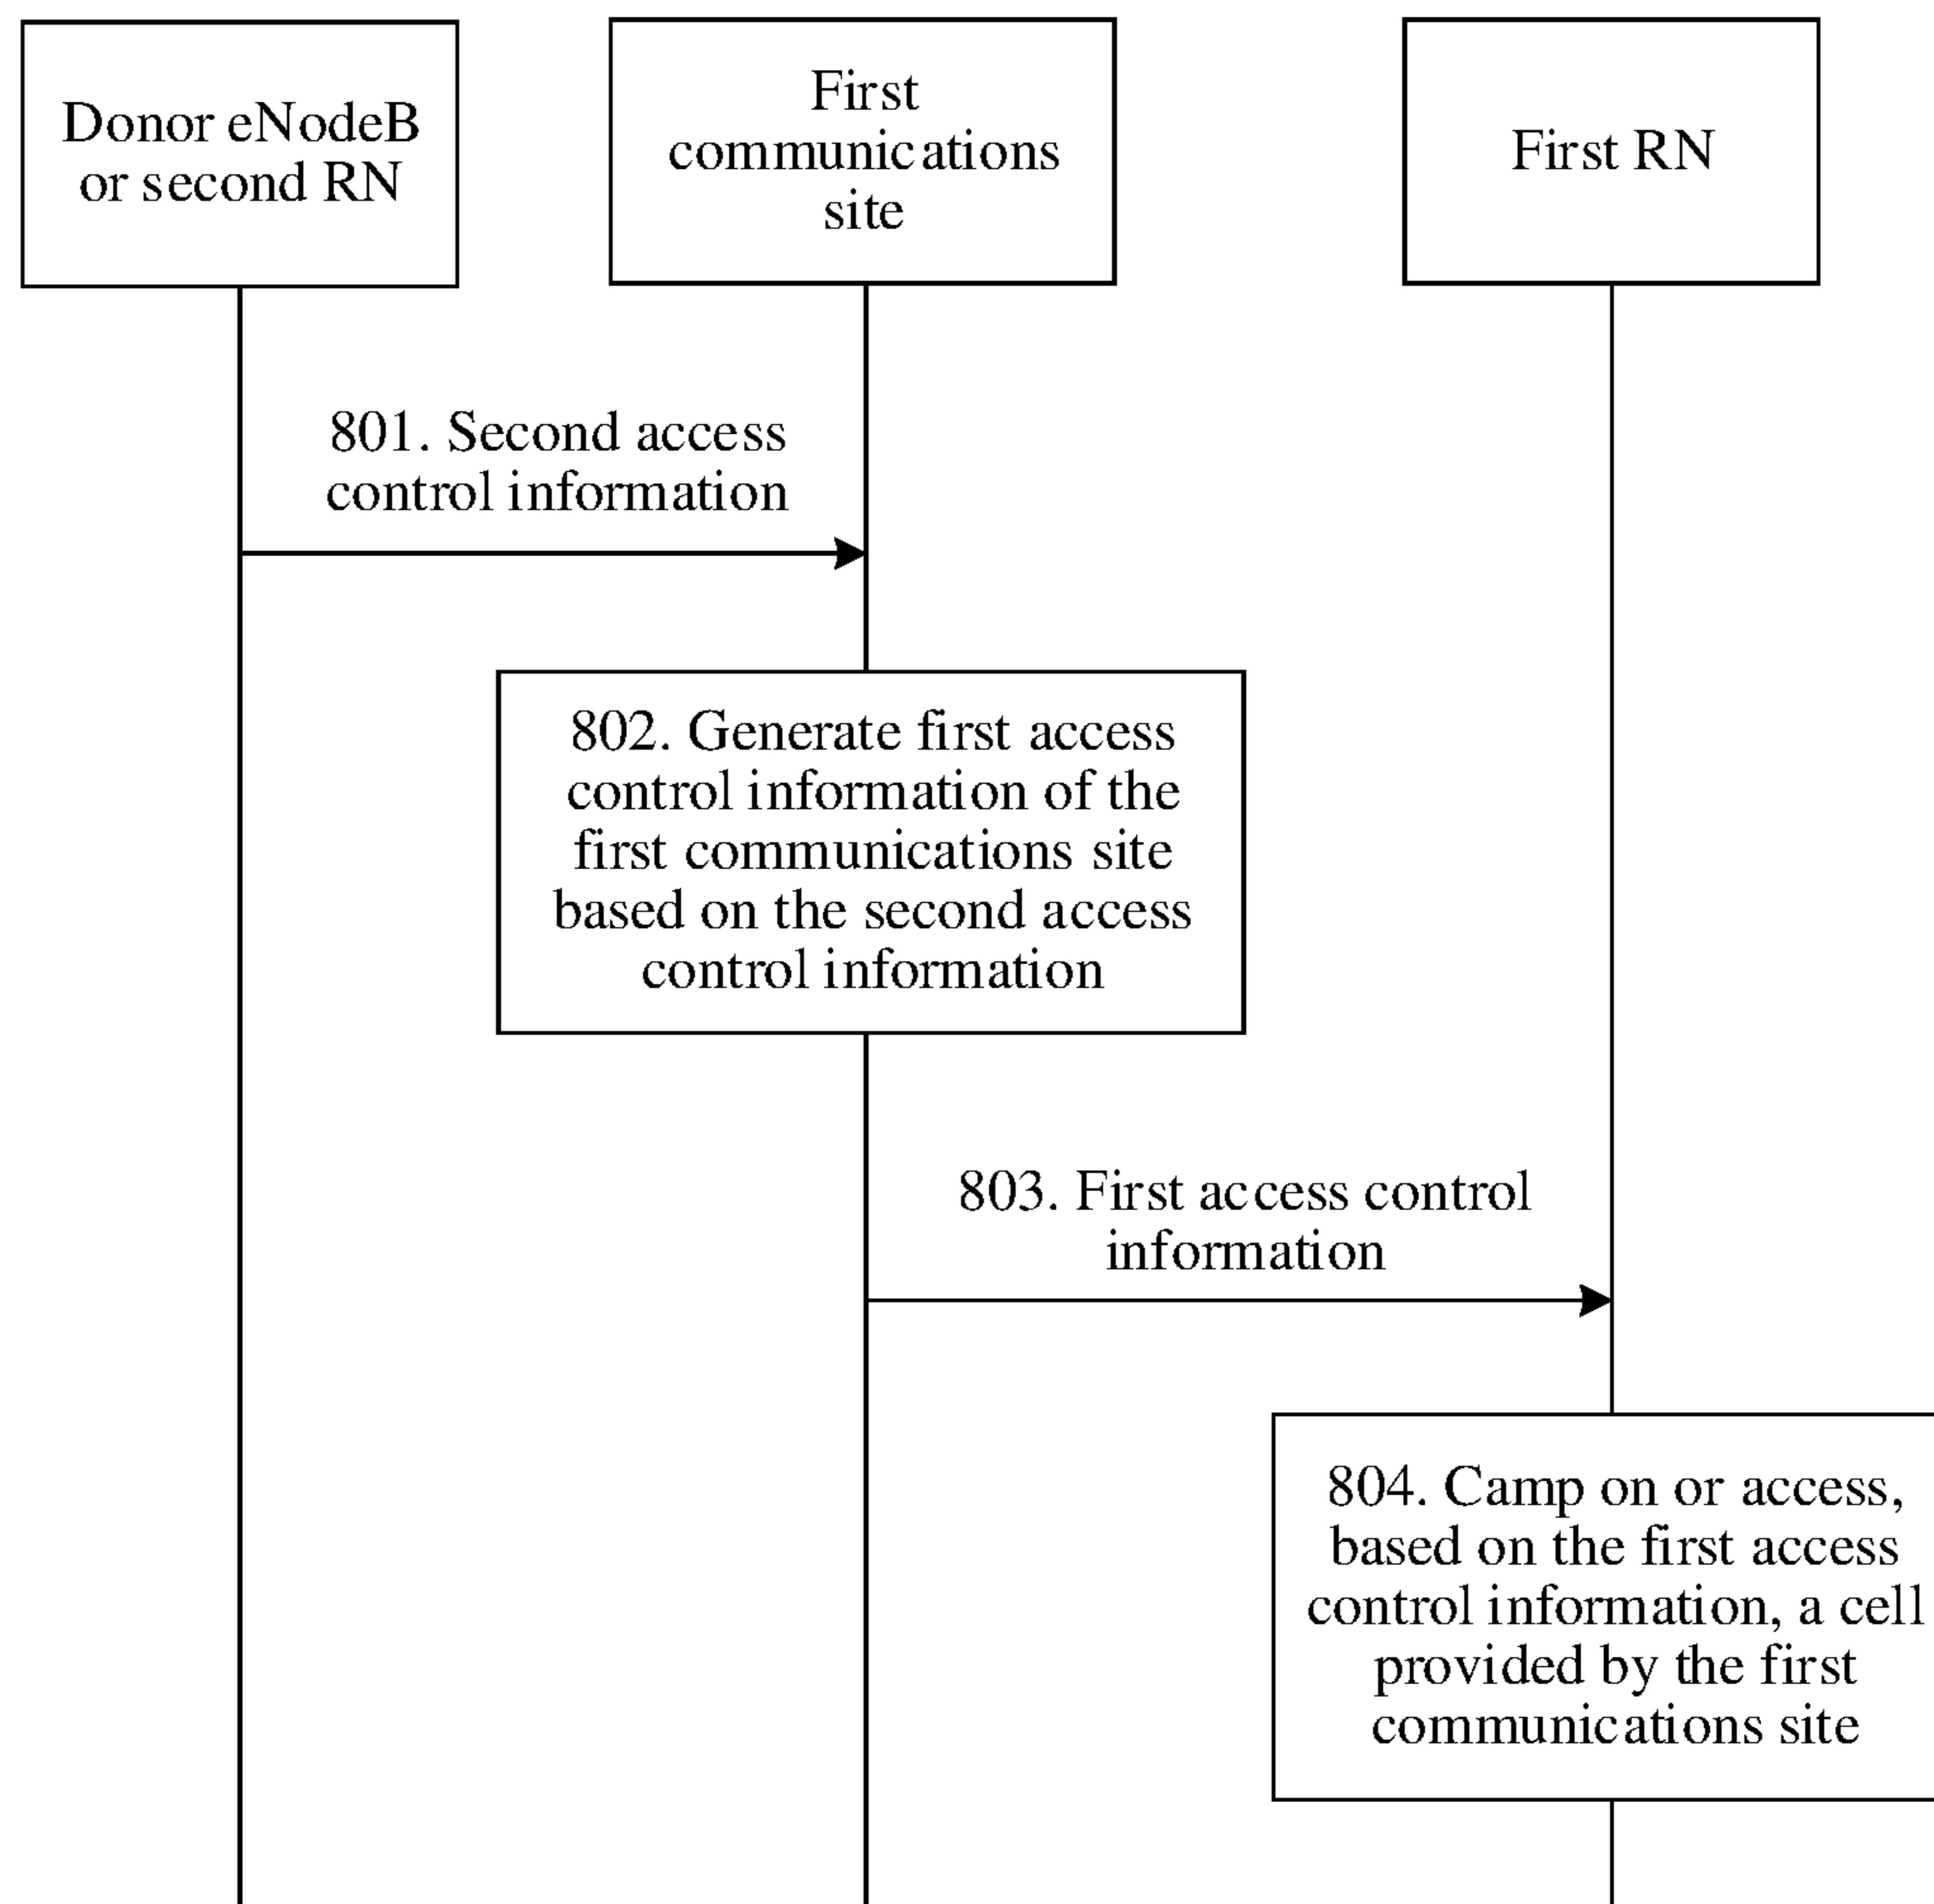 Donor eNodeB
or second RN
First
communications
site
First RN
801. Second access
control information
802. Generate first access
control information of the
first communications site
based on the second access
control information
803. First access control
information
804. Camp on or access,
based on the first access
control information, a cell
provided by the first
communications site